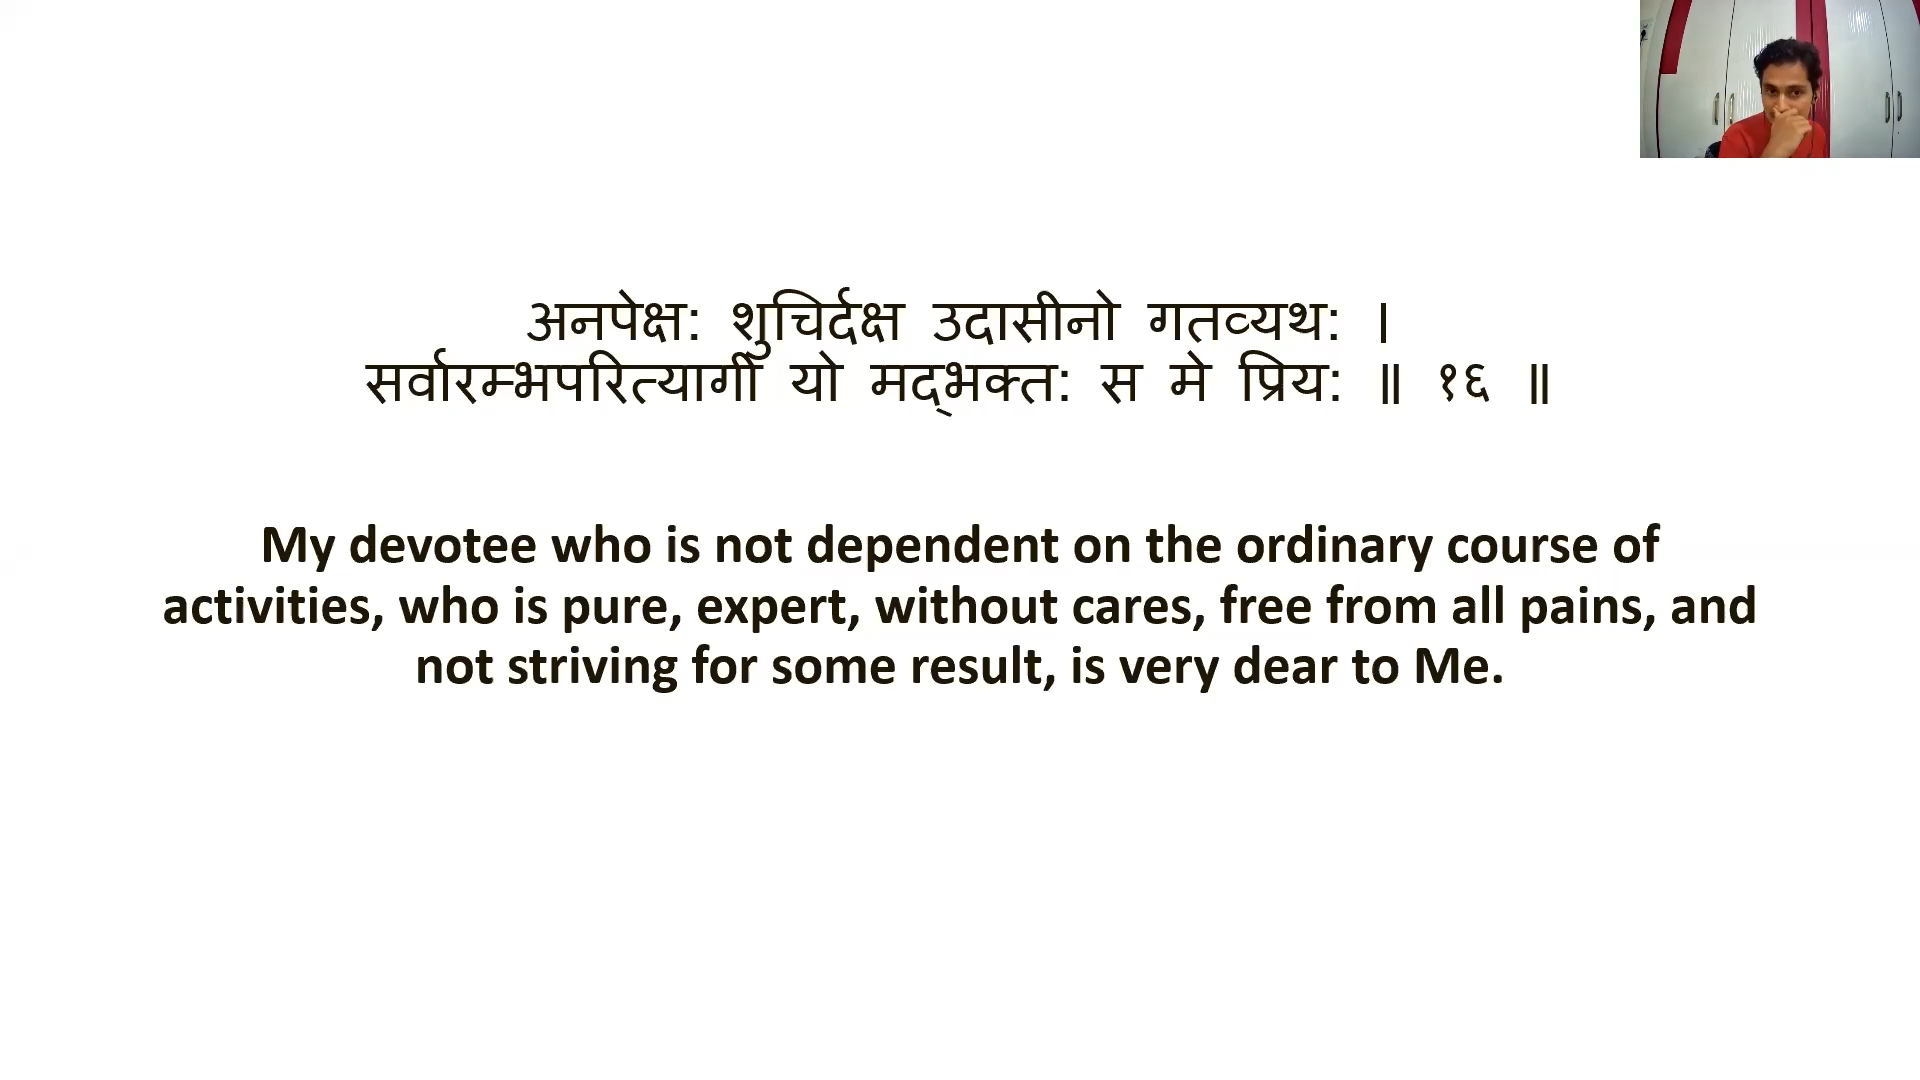 अनपेक्ष: शुचिर्दक्ष उदासीनो गतव्यथ: ।
सर्वारम्भपरित्यागी यो मद्‍भक्त: स मे प्रिय: ॥ १६ ॥
My devotee who is not dependent on the ordinary course of
activities, who is pure, expert, without cares, free from all pains, and
not striving for some result, is very dear to Me.